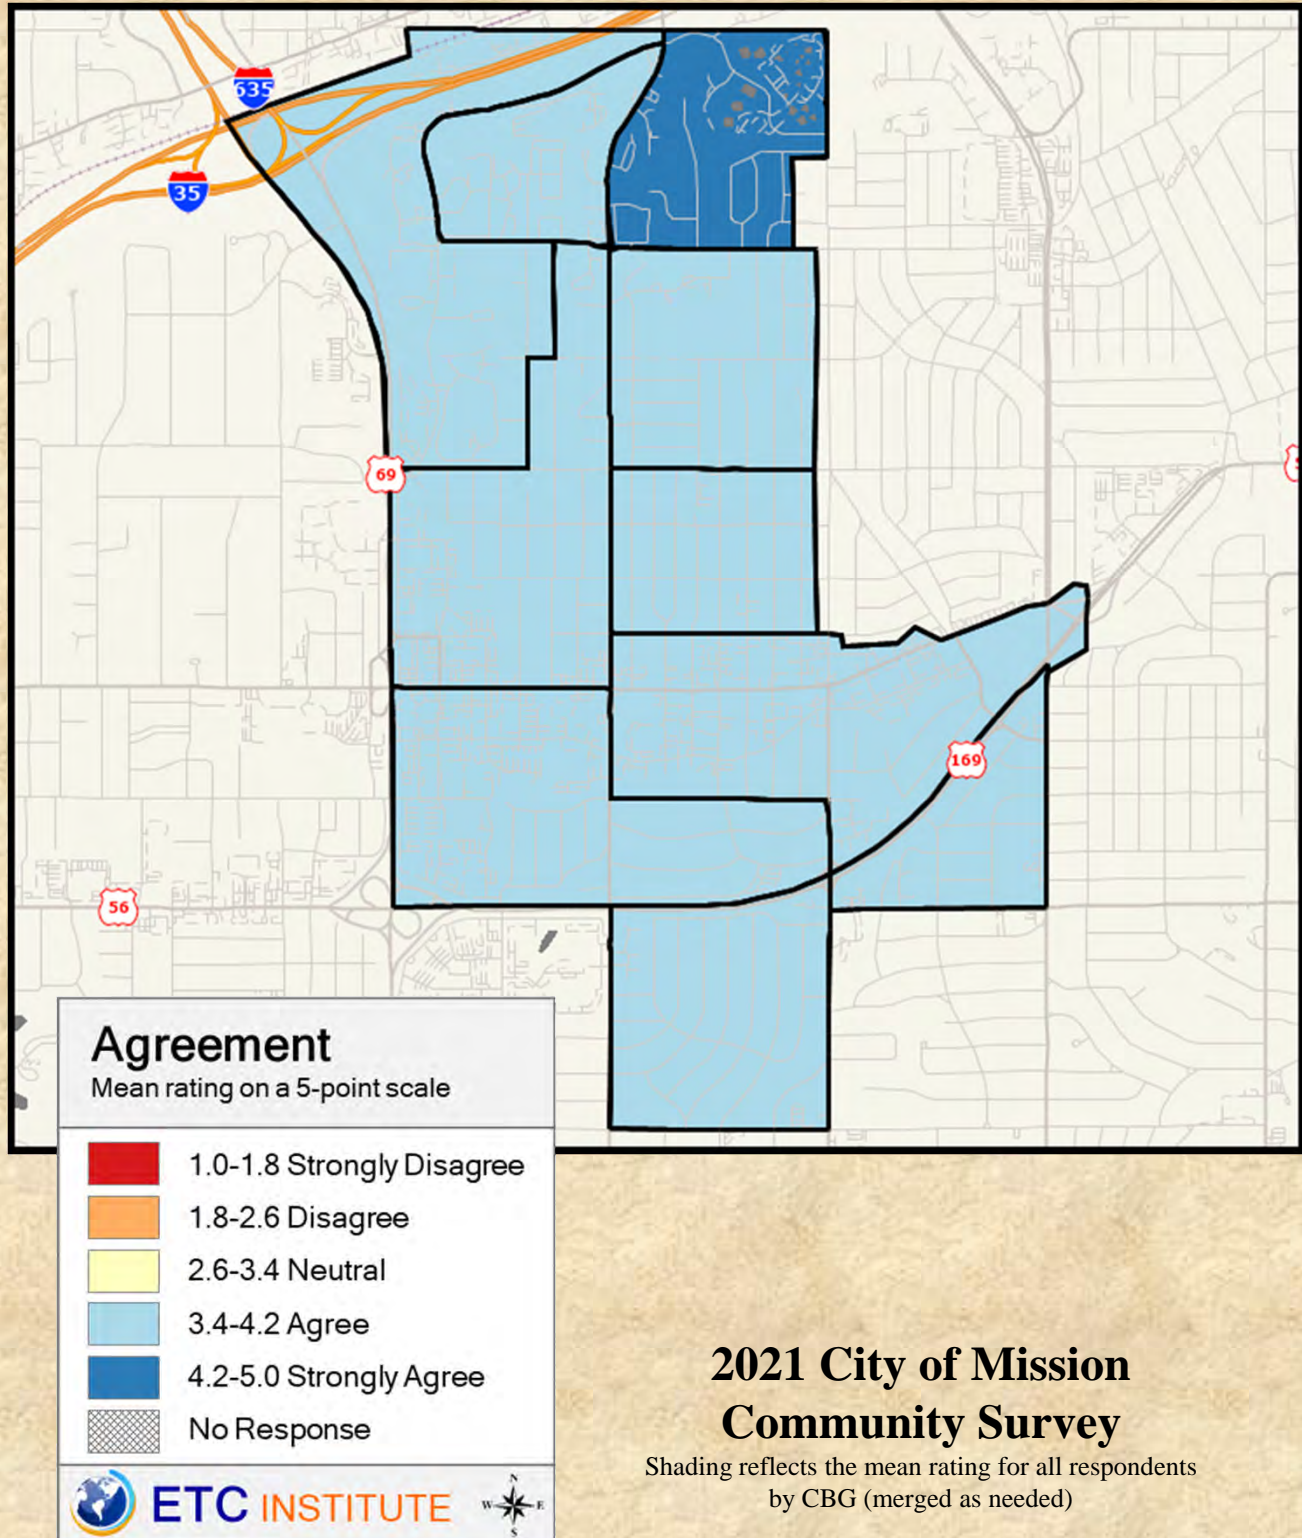 635
35
69
169
56
Agreement
Mean rating on a 5-point scale
1.0-1.8 Strongly Disagree
1.8-2.6 Disagree
2.6-3.4 Neutral
3.4-4.2 Agree
4.2-5.0 Strongly Agree
No Response
ETC INSTITUTE
N
W E
S
2021 City of Mission
Community Survey
Shading reflects the mean rating for all respondents
by CBG (merged as needed)